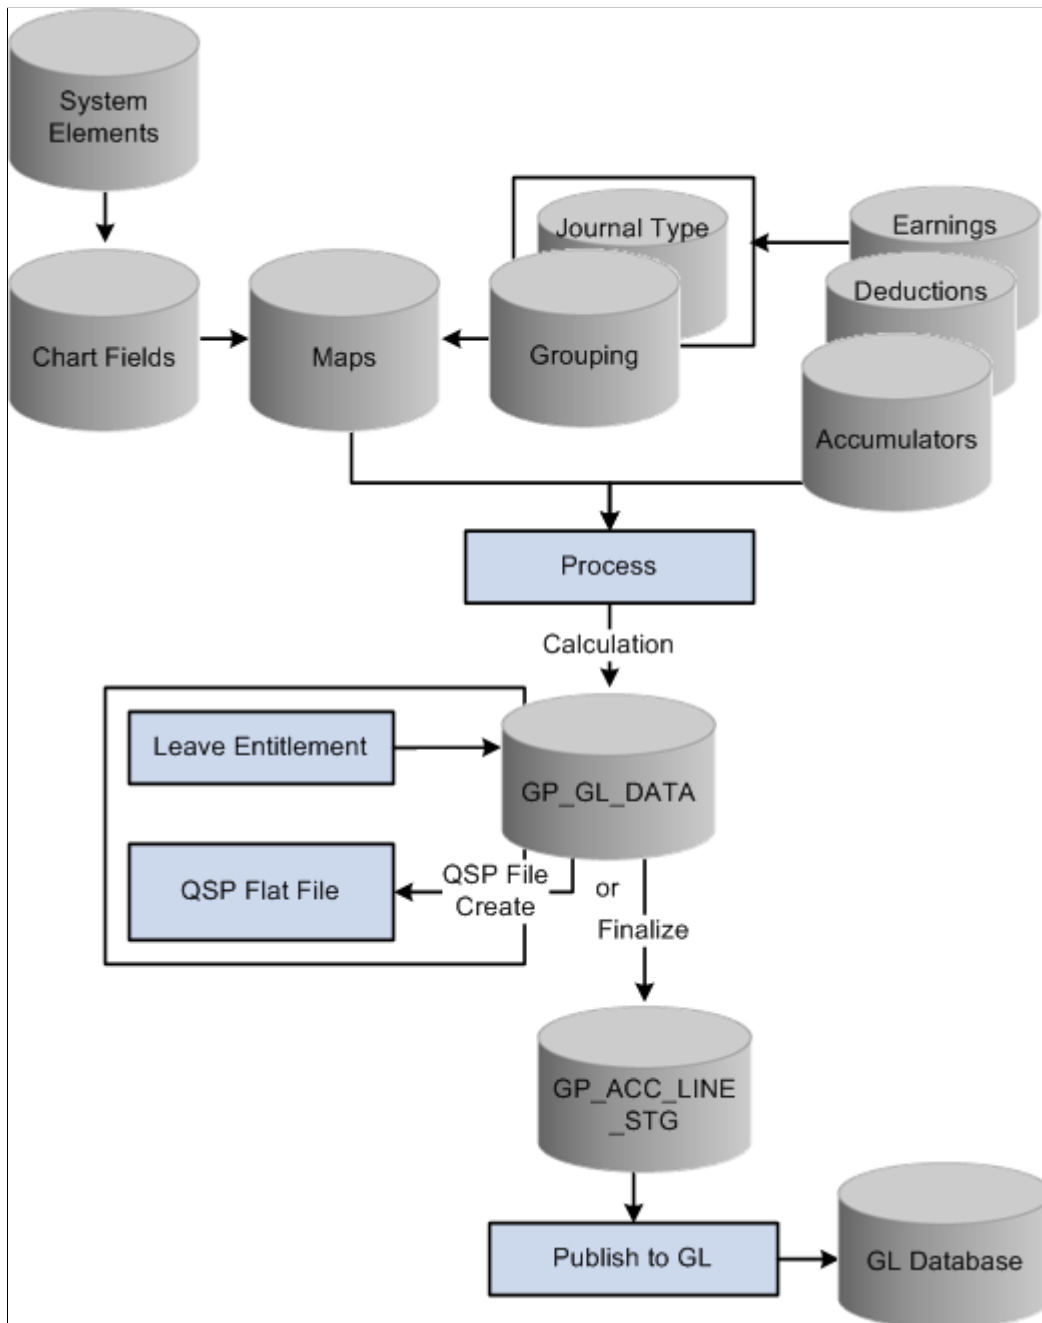 System
Elements
Journal Type
Earnings
Deductions
Chart Fields
Maps
Grouping
Accumulators
Process
Calculation
Leave Entitlement
GP_GL_DATA
QSP Flat File
QSP File
Create
or
Finalize
GP_ACC_LINE
_STG
Publish to GL
GL Database